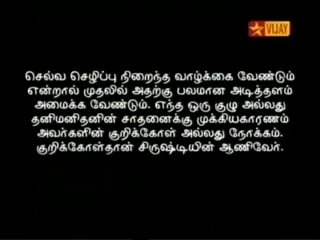 VIJAY
செல்வ செழிப்பு நிறைந்த வாழ்க்கை வேண்டும்
என்றால் முதலில் அதற்கு பலமான அடித்தளம்
அமைக்க வேண்டும். எந்த ஒரு குழு அல்லது
தனிமனிதனின் சாதனைக்கு முக்கியகாரணம்
அவர்களின் குறிக்கோள் அல்லது நோக்கம்.
குறிக்கோள்தான் சிருஷ்டியின் ஆணிவேர்.